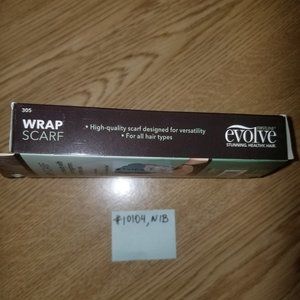 305
WRAP
SCARF
• High-quality scarf designed for versatility
• For all hair types
evolve
STUNNING. HEALTHY. HAIR.
#10104, NIB